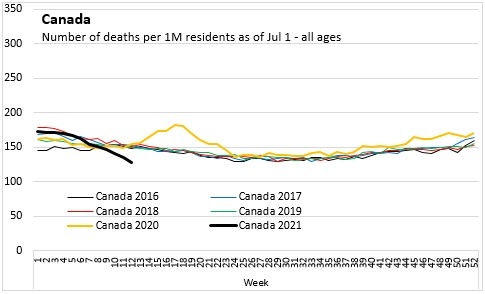 Canada
Number of deaths per 1M residents as of Jul 1 - all ages
350
300
250
200
150
100
50
0
1 2 3 4 5 6 7 8 9 10 11 12 13 14 15 16 17 18 19 20 21 22 23 24 25 26 27 28 29 30 31 32 33 34 35 36 37 38 39 40 41 42 43 44 45 46 47 48 49 50 51 52
Canada 2016 Canada 2017
Canada 2018 Canada 2019
Canada 2020 Canada 2021
Week